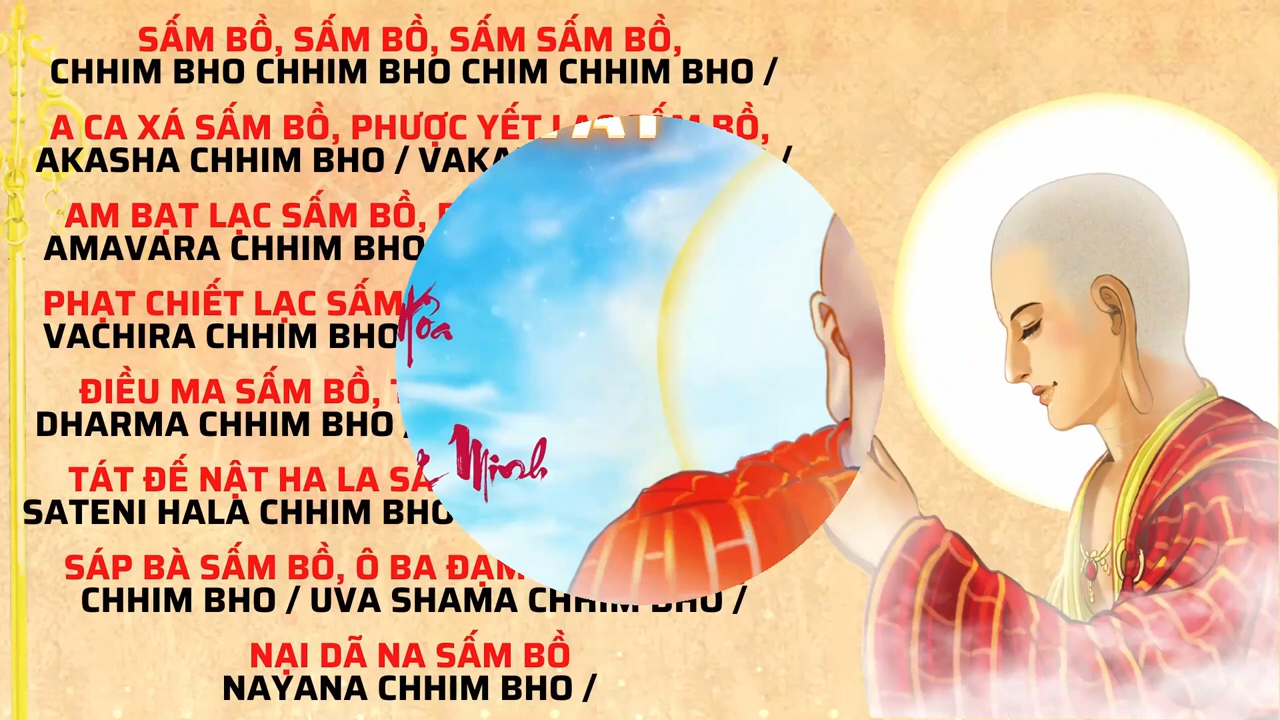 SẤM BỒ, SẤM BỒ, SẤM SẤM BỒ,
CHHIM BHO CHHIM BHO CHIM CHHIM BHO /
A CA XÁ SẤM BỒ, PHƯỢC YẾT BỒ,
AKASHA CHHIM BHO / /
AM BẠT LẠC SẤM BỒ,
AMAVARA CHHIM BHO
PHẠT CHIẾT LẠC SẤM
VACHIRA CHHIM BHO
Hỏa
ĐIỀU MA SẤM BỒ,
DHARMA CHHIM BHO /
Minh
TÁT ĐẾ NẬT HA LA
SATENI HALA CHHIM BHO
SÁP BÀ SẤM BỒ, Ô BA ĐẠM
CHHIM BHO / UVA SHAMA CHHIM BHO /
NẠI DÃ NA SẤM BỒ
NAYANA CHHIM BHO /